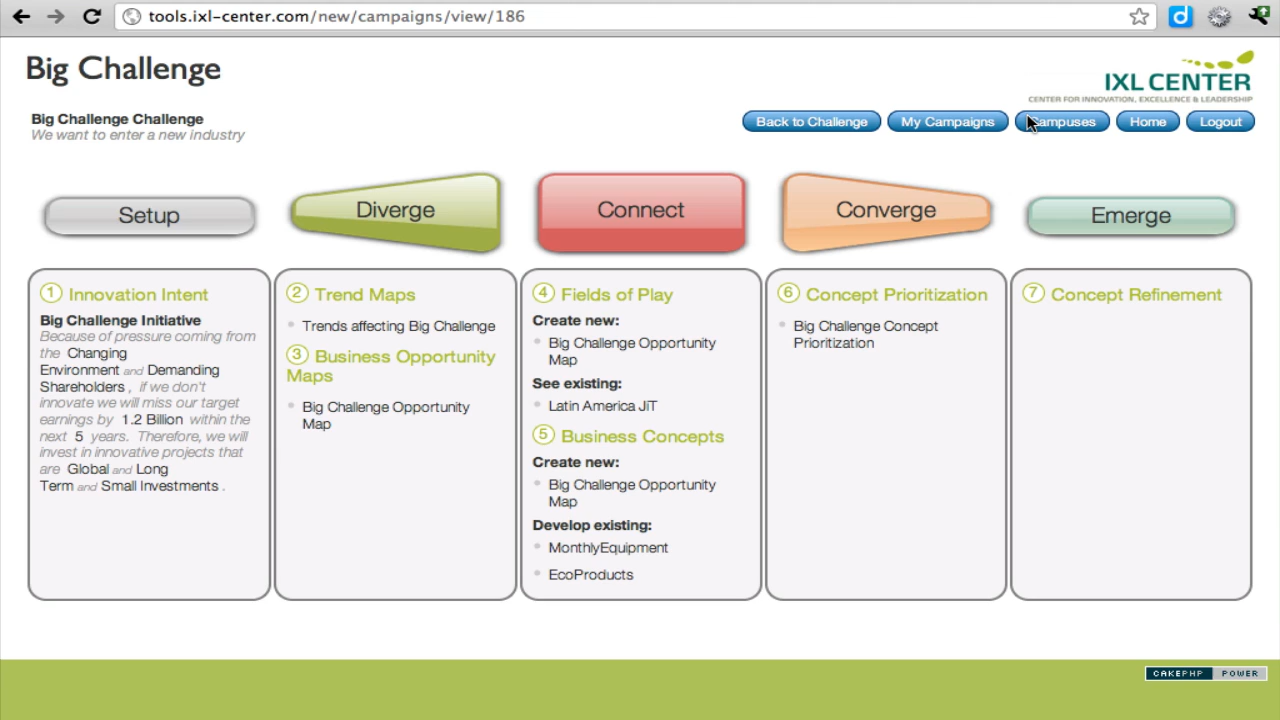 tools.ixl-center.com/new/campaigns/view/186
Big Challenge
IXL CENTER
CENTER FOR INNOVATION, EXCELLENCE & LEADERSHIP
Big Challenge Challenge
We want to enter a new industry
Back to Challenge
My Campaigns
Campuses
Home
Logout
Setup
Diverge
Connect
Converge
Emerge
1 Innovation Intent
Big Challenge Initiative
Because of pressure coming from
the Changing
Environment and Demanding
Shareholders , if we don't
innovate we will miss our target
earnings by 1.2 Billion within the
next 5 years. Therefore, we will
invest in innovative projects that
are Global and Long
Term and Small Investments .
2 Trend Maps
Trends affecting Big Challenge
3 Business Opportunity
Maps
Big Challenge Opportunity
Map
4 Fields of Play
Create new:
Big Challenge Opportunity
Map
See existing:
Latin America JiT
5 Business Concepts
Create new:
Big Challenge Opportunity
Map
Develop existing:
MonthlyEquipment
EcoProducts
6 Concept Prioritization
Big Challenge Concept
Prioritization
7 Concept Refinement
CAKEPHP POWER